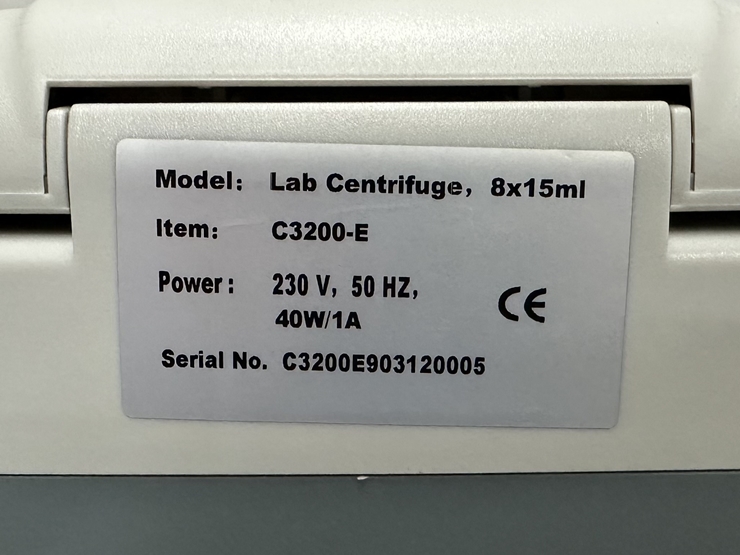 Model: Lab Centrifuge, 8x15ml
Item: C3200-E
Power: 230 V, 50 HZ,
40W/1A
CE
Serial No. C3200E903120005